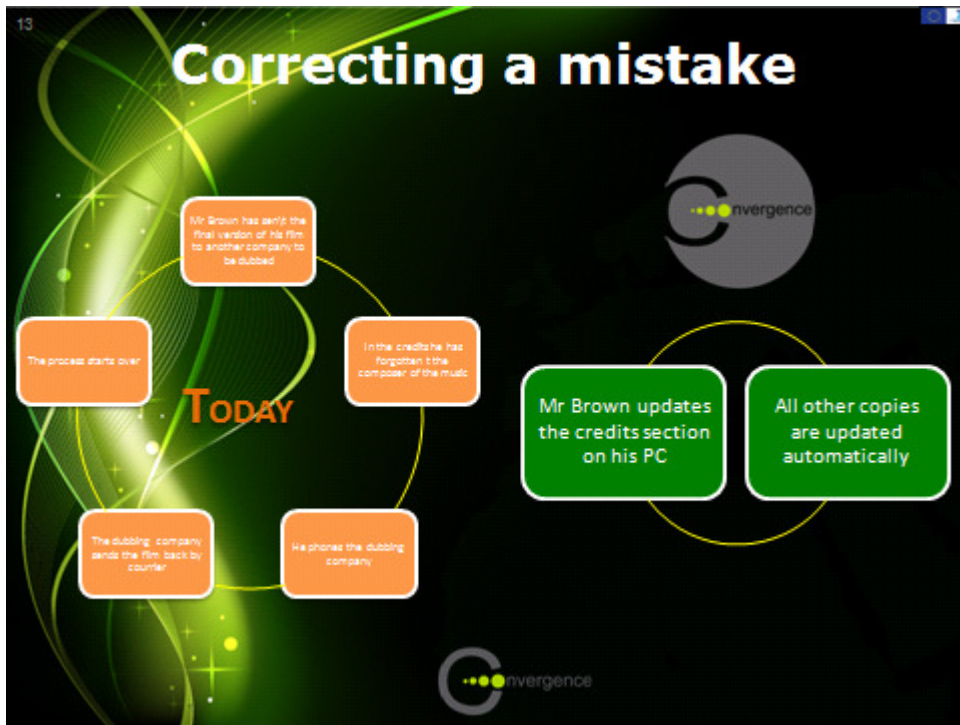 13
Correcting a mistake
Mr Brown has sent the
final version of his film
to another company to
be dubbed
In the credits he has
forgotten t the
composer of the music
He phones the dubbing
company
The dubbing company
sends the film back by
courrier
The process starts over
TODAY
Convergence
Mr Brown updates
the credits section
on his PC
All other copies
are updated
automatically
Convergence